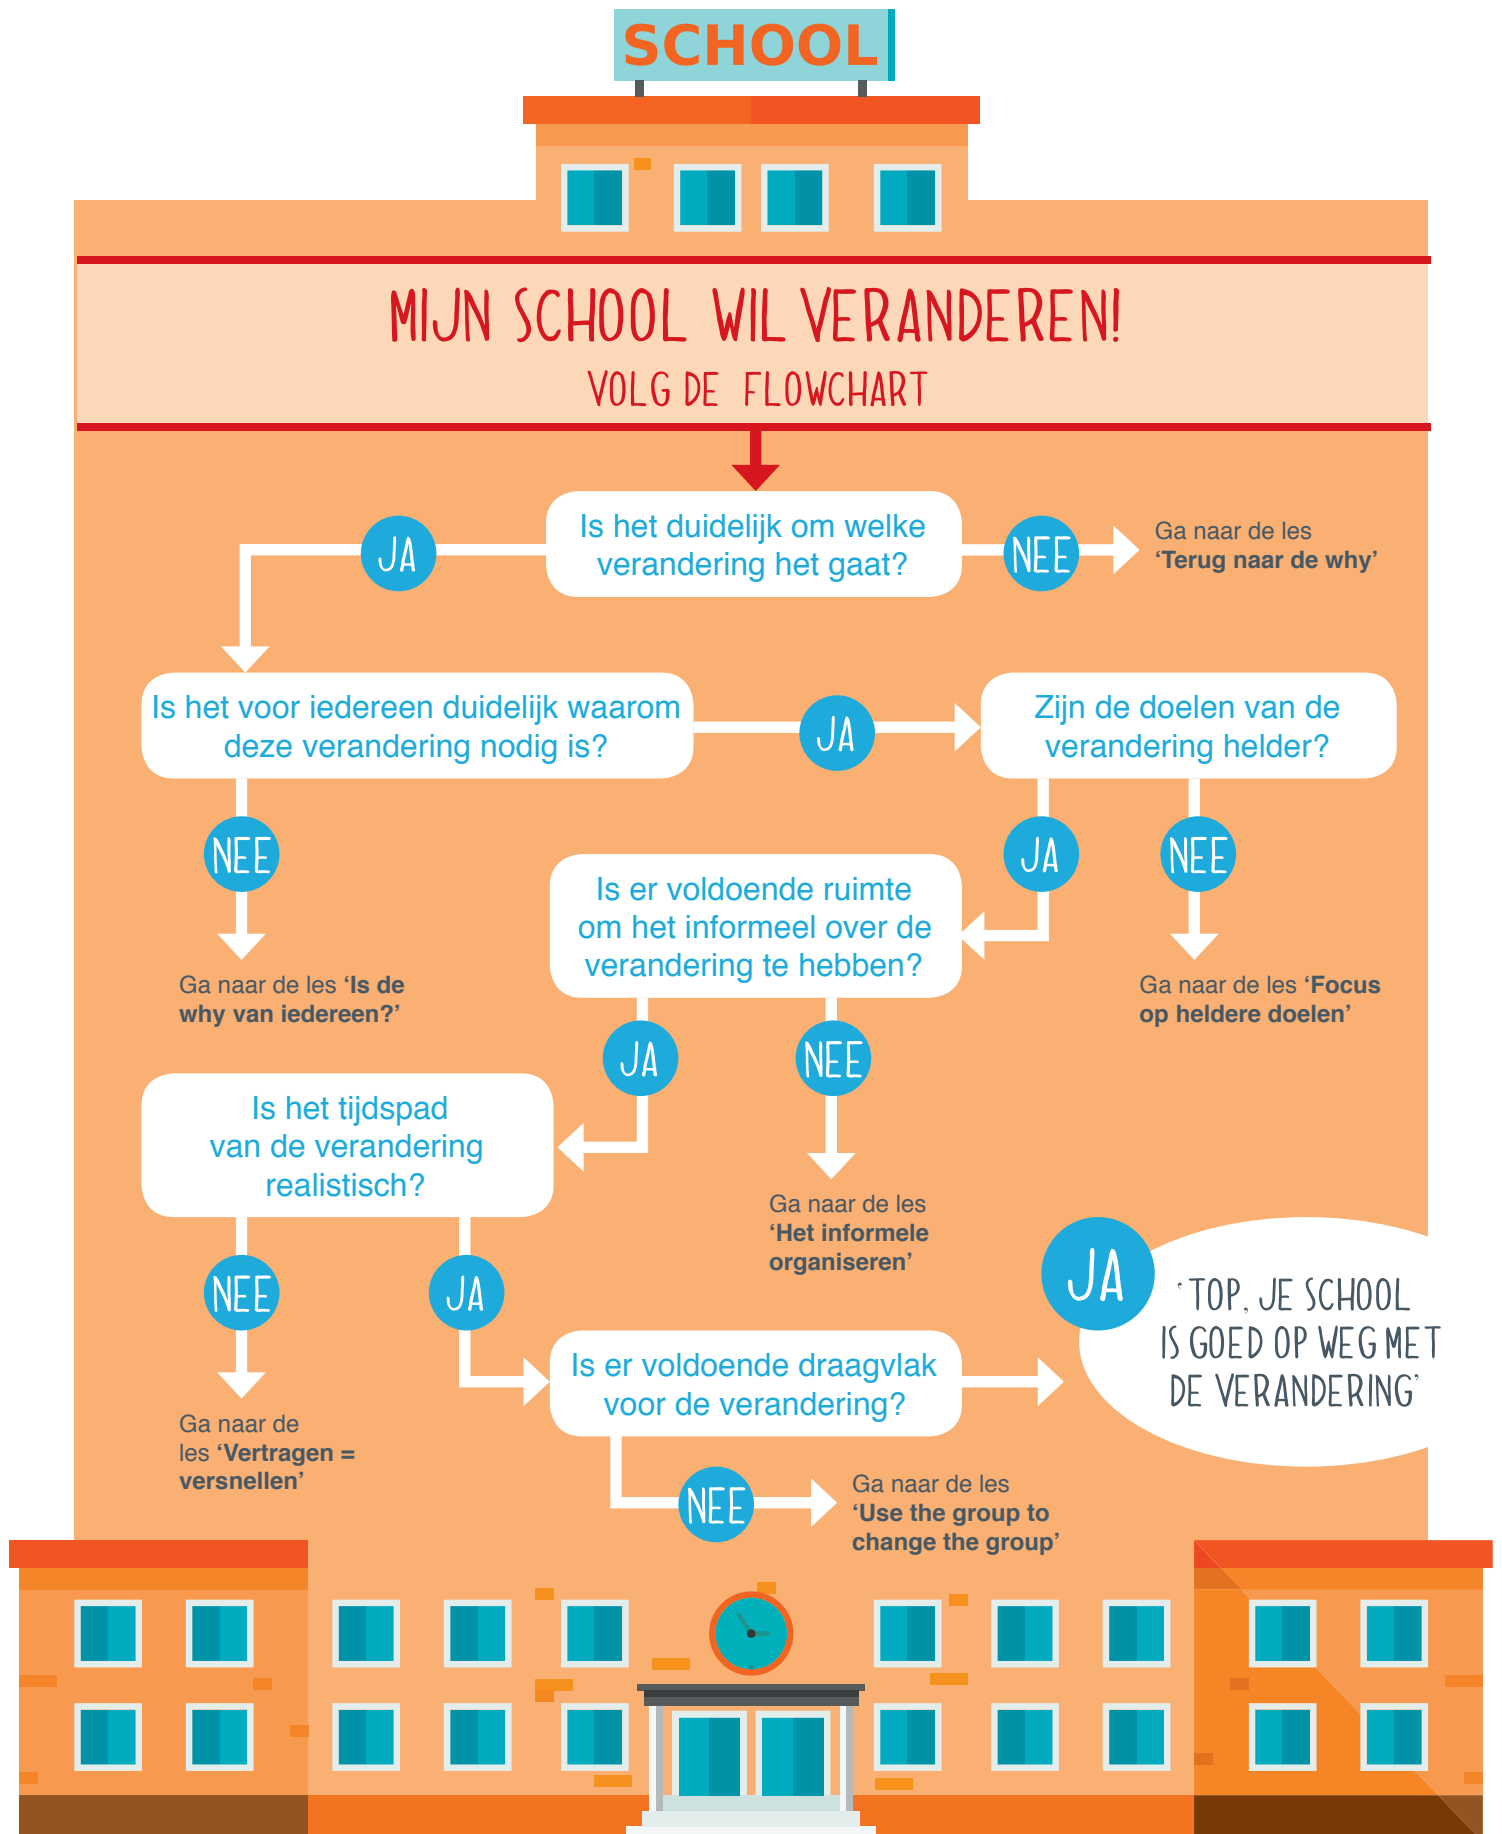 SCHOOL
MIJN SCHOOL WIL VERANDEREN!
VOLG DE FLOWCHART
Is het duidelijk om welke
verandering het gaat?
JA
NEE
Ga naar de les
‘Terug naar de why’
Is het voor iedereen duidelijk waarom
deze verandering nodig is?
JA
Zijn de doelen van de
verandering helder?
NEE
JA
NEE
Ga naar de les ‘Is de
why van iedereen?’
Is er voldoende ruimte
om het informeel over de
verandering te hebben?
Ga naar de les ‘Focus
op heldere doelen’
JA
NEE
Is het tijdspad
van de verandering
realistisch?
Ga naar de les
‘Het informele
organiseren’
NEE
JA
JA
‘TOP, JE SCHOOL
IS GOED OP WEG MET
DE VERANDERING’
Is er voldoende draagvlak
voor de verandering?
Ga naar de
les ‘Vertragen =
versnellen’
NEE
Ga naar de les
‘Use the group to
change the group’